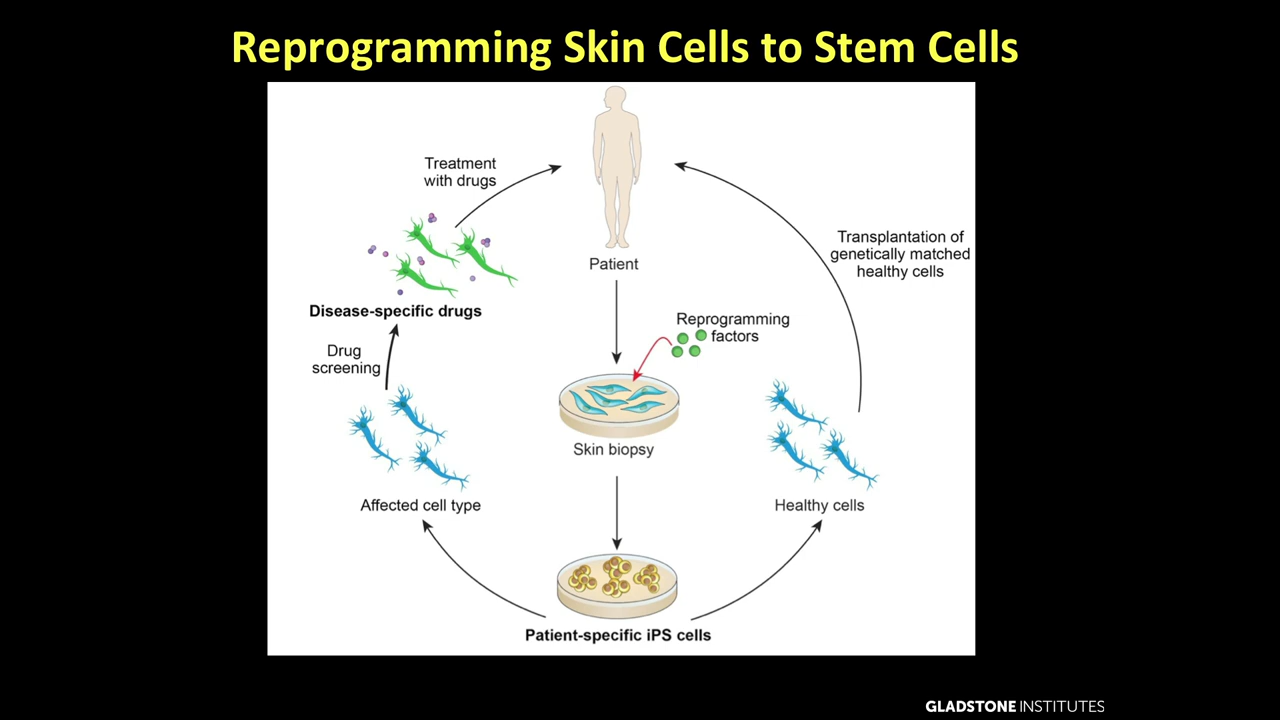 Reprogramming Skin Cells to Stem Cells
Treatment
with drugs
Patient
Transplantation of
genetically matched
healthy cells
Disease-specific drugs
Reprogramming
factors
Drug
screening
Skin biopsy
Affected cell type
Healthy cells
Patient-specific iPS cells
GLADSTONE INSTITUTES